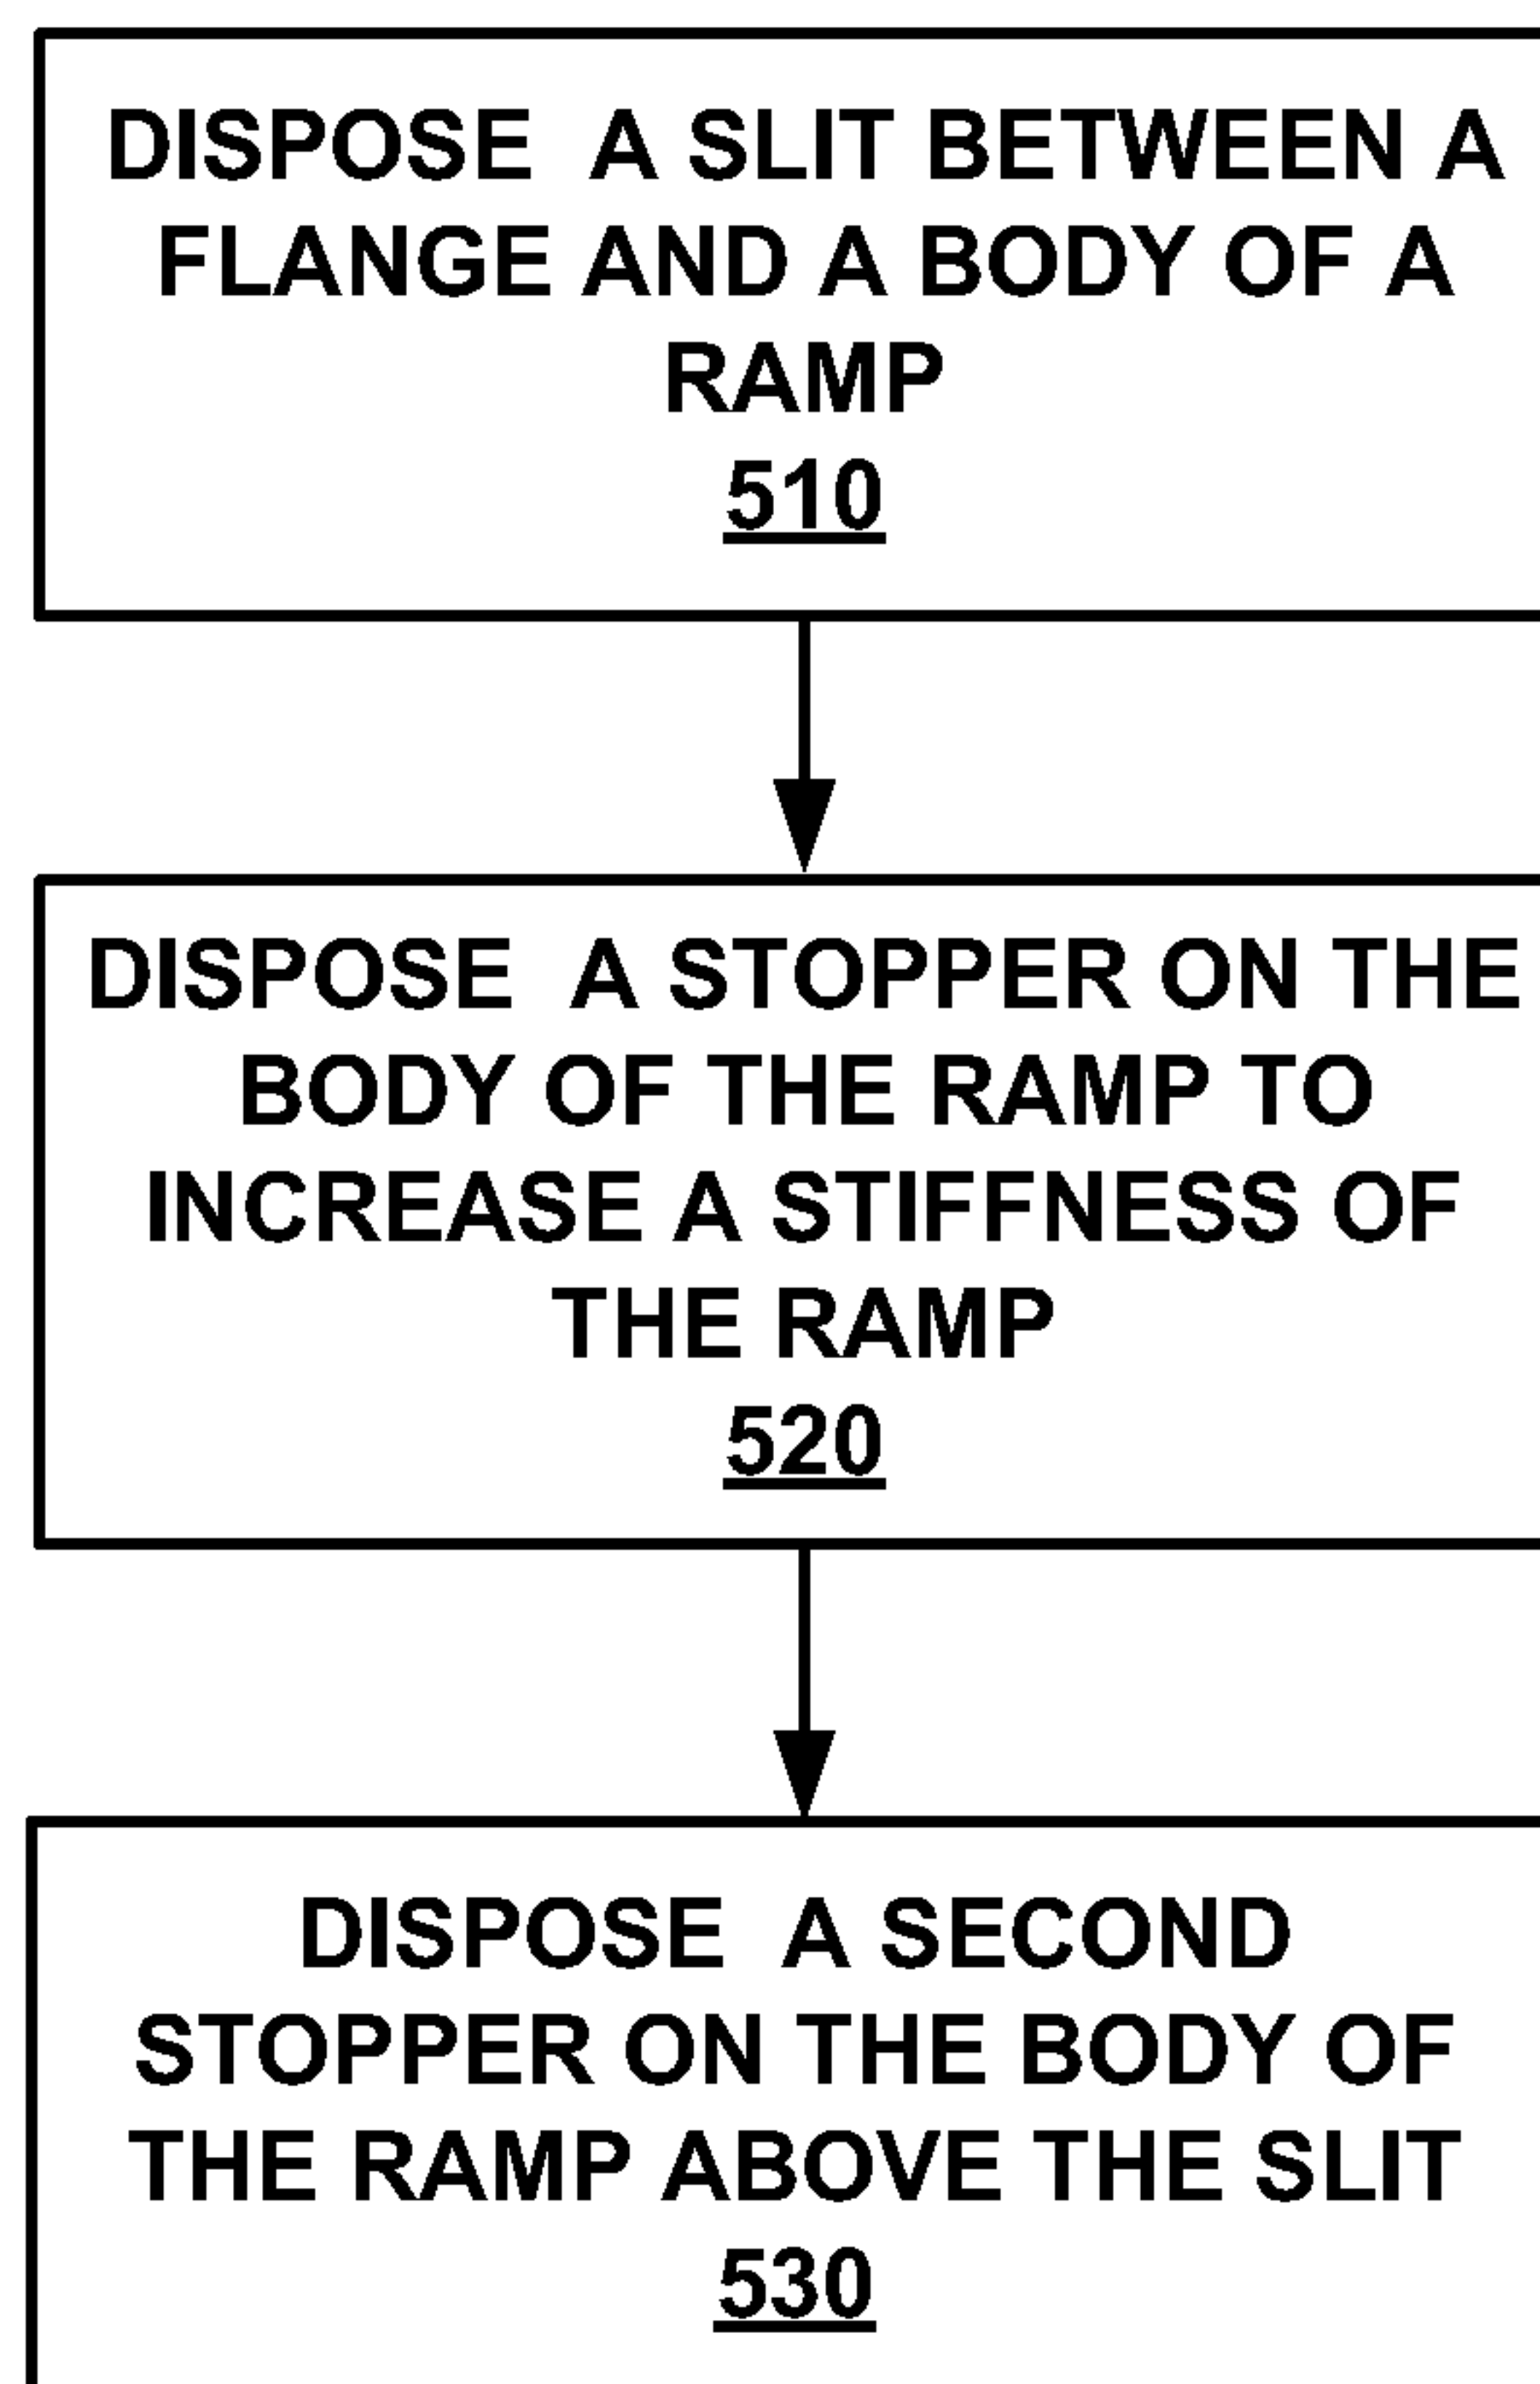 DISPOSE A SLIT BETWEEN A
FLANGE AND A BODY OF A
RAMP
510
DISPOSE A STOPPER ON THE
BODY OF THE RAMP TO
INCREASE A STIFFNESS OF
THE RAMP
520
DISPOSE A SECOND
STOPPER ON THE BODY OF
THE RAMP ABOVE THE SLIT
530